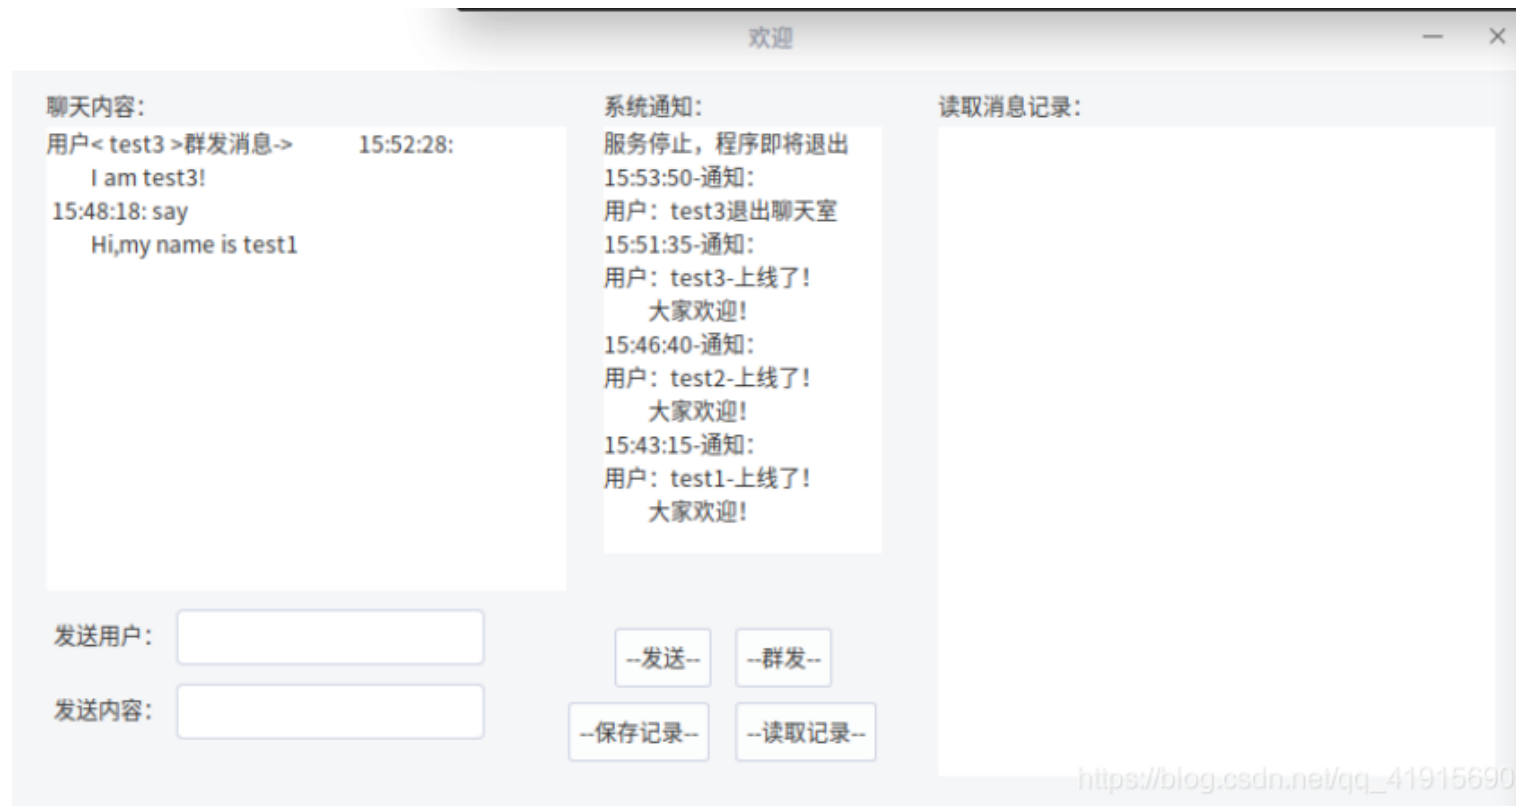 欢迎
聊天内容：
用户< test3 >群发消息-> 15:52:28:
I am test3!
15:48:18: say
Hi,my name is test1
系统通知：
服务停止，程序即将退出
15:53:50-通知：
用户：test3退出聊天室
15:51:35-通知：
用户：test3-上线了！
大家欢迎！
15:46:40-通知：
用户：test2-上线了！
大家欢迎！
15:43:15-通知：
用户：test1-上线了！
大家欢迎！
读取消息记录：
发送用户：
发送内容：
--发送--
--群发--
--保存记录--
--读取记录--
https://blog.csdn.net/qq_41915690